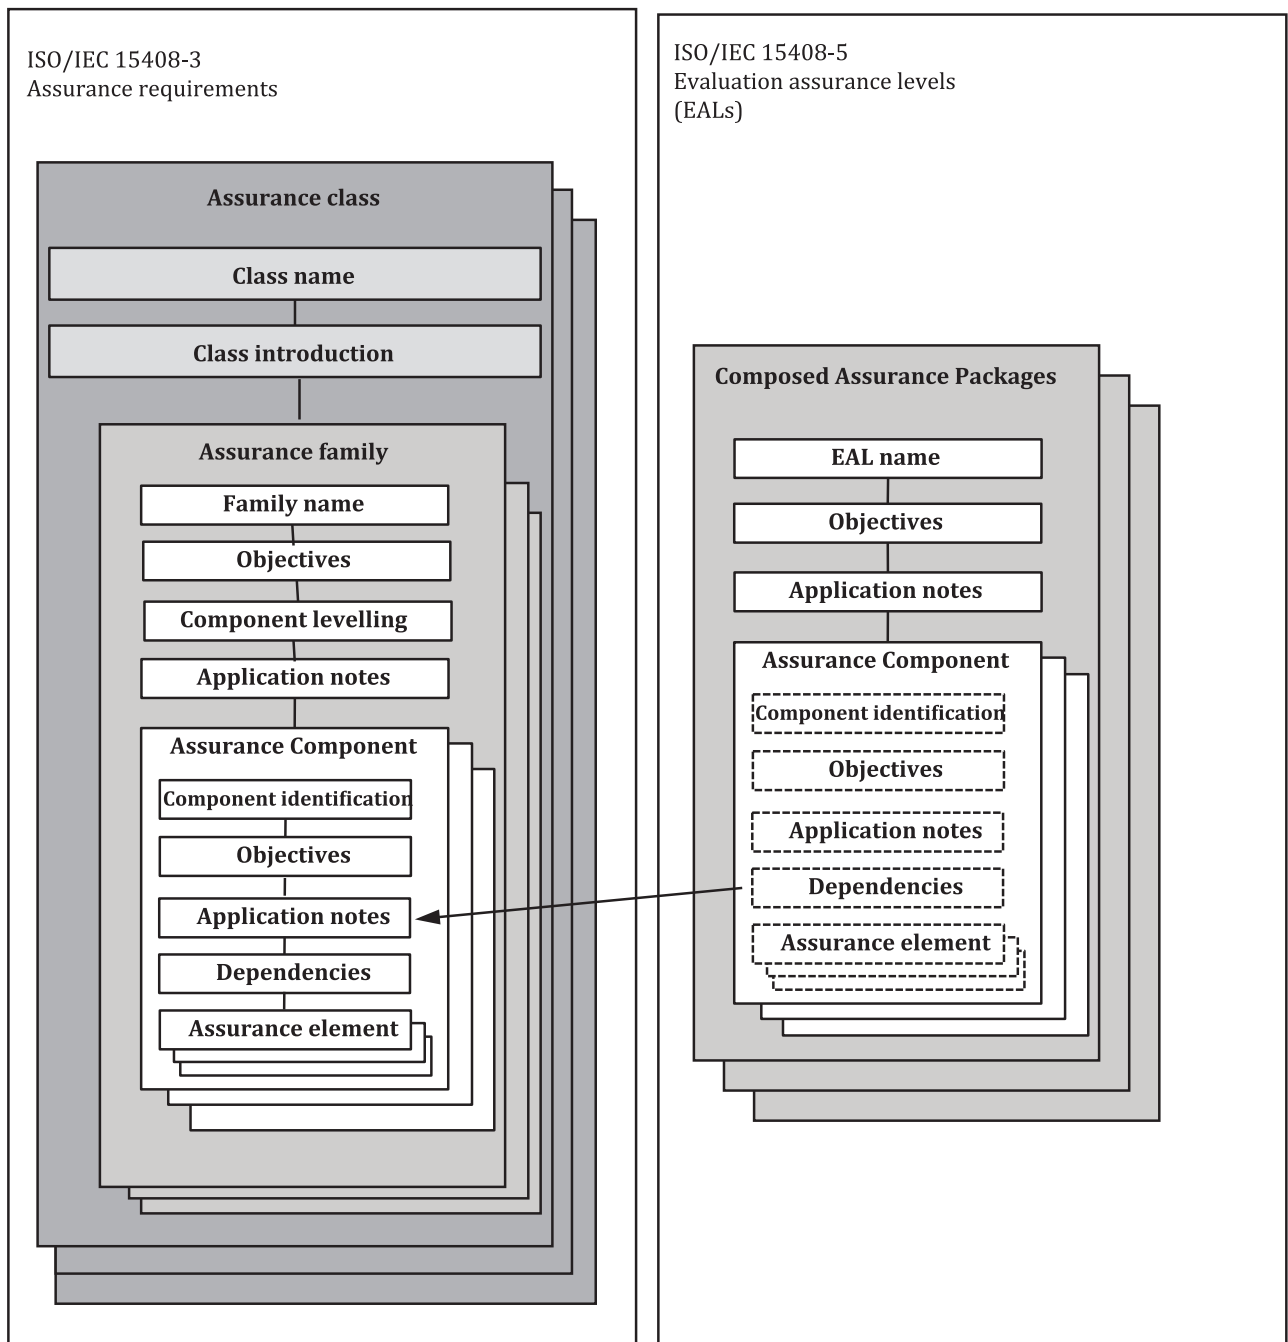 ISO/IEC 15408-3
Assurance requirements
Assurance class
Class name
Class introduction
Assurance family
Family name
Objectives
Component levelling
Application notes
Assurance Component
Component identification
Objectives
Application notes
Dependencies
Assurance element
ISO/IEC 15408-5
Evaluation assurance levels
(EALs)
Composed Assurance Packages
EAL name
Objectives
Application notes
Assurance Component
Component identification
Objectives
Application notes
Dependencies
Assurance element